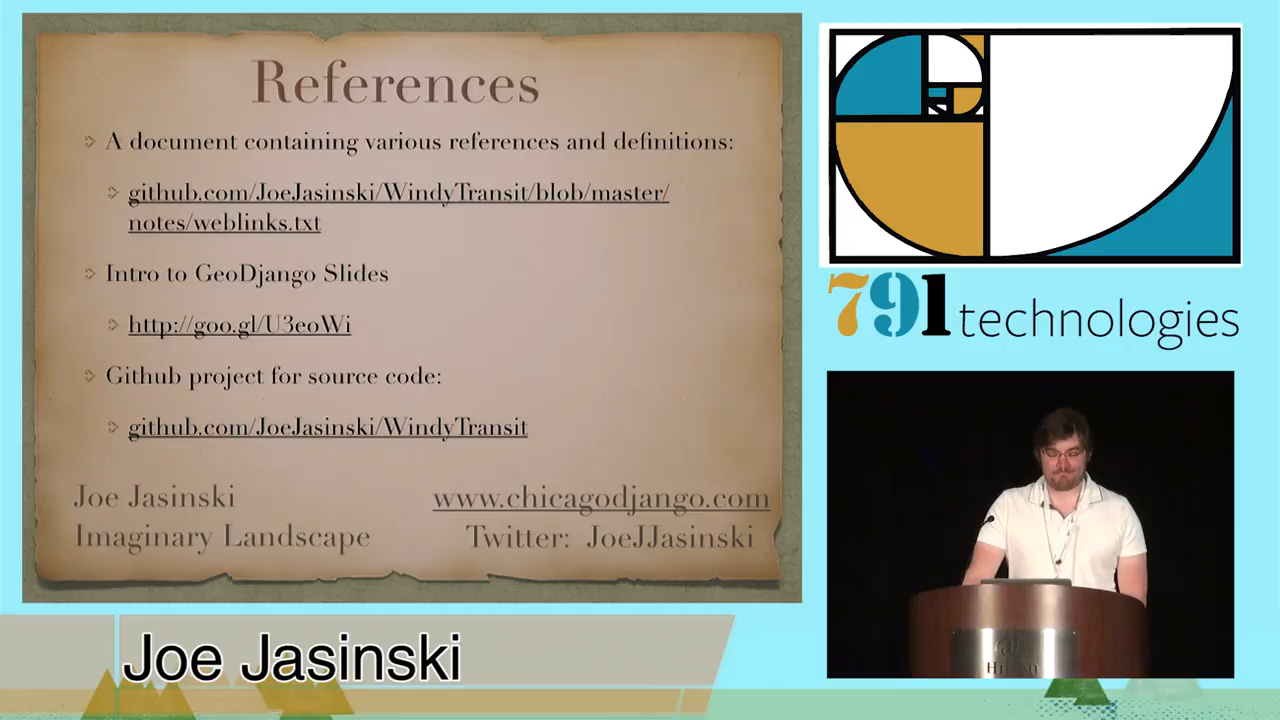 References
A document containing various references and definitions:
github.com/JoeJasinski/WindyTransit/blob/master/
notes/weblinks.txt
Intro to GeoDjango Slides
http://goo.gl/U3eoWi
Github project for source code:
github.com/JoeJasinski/WindyTransit
Joe Jasinski
www.chicagodjango.com
Imaginary Landscape
Twitter: JoeJJasinski
791 technologies
Joe Jasinski